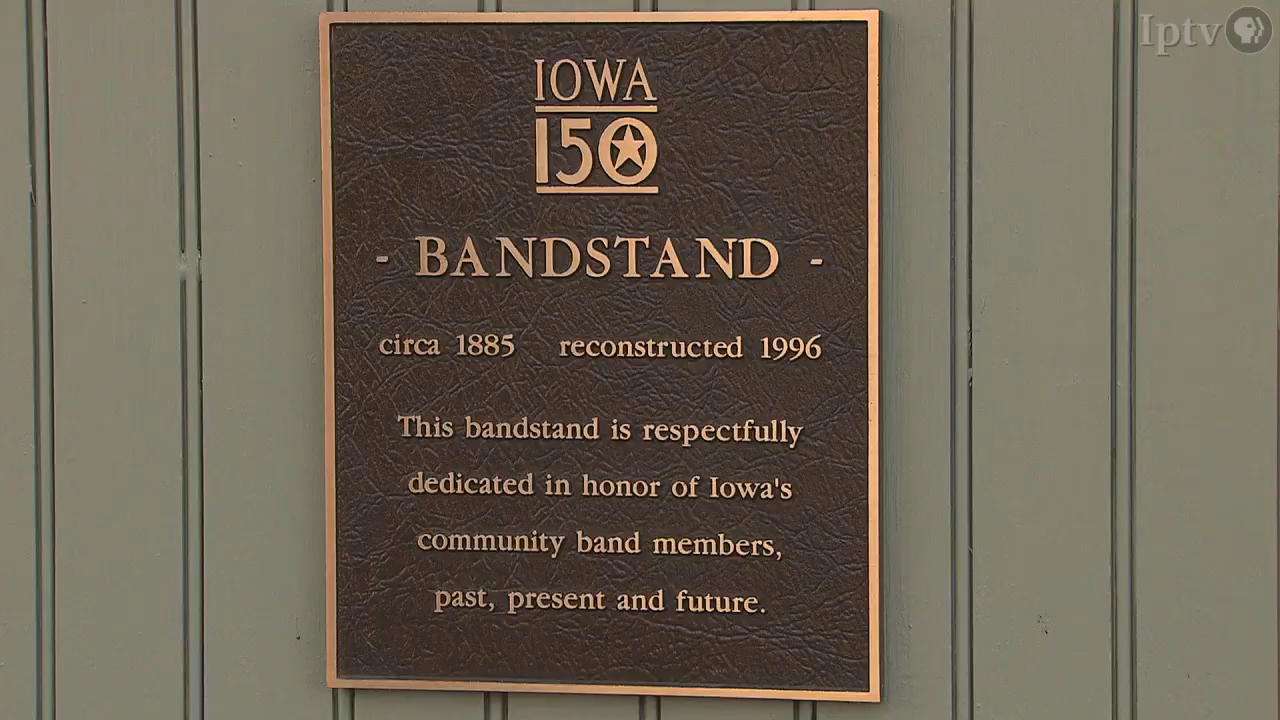 Iptv
IOWA
150
- BANDSTAND -
circa 1885 reconstructed 1996
This bandstand is respectfully
dedicated in honor of Iowa's
community band members,
past, present and future.